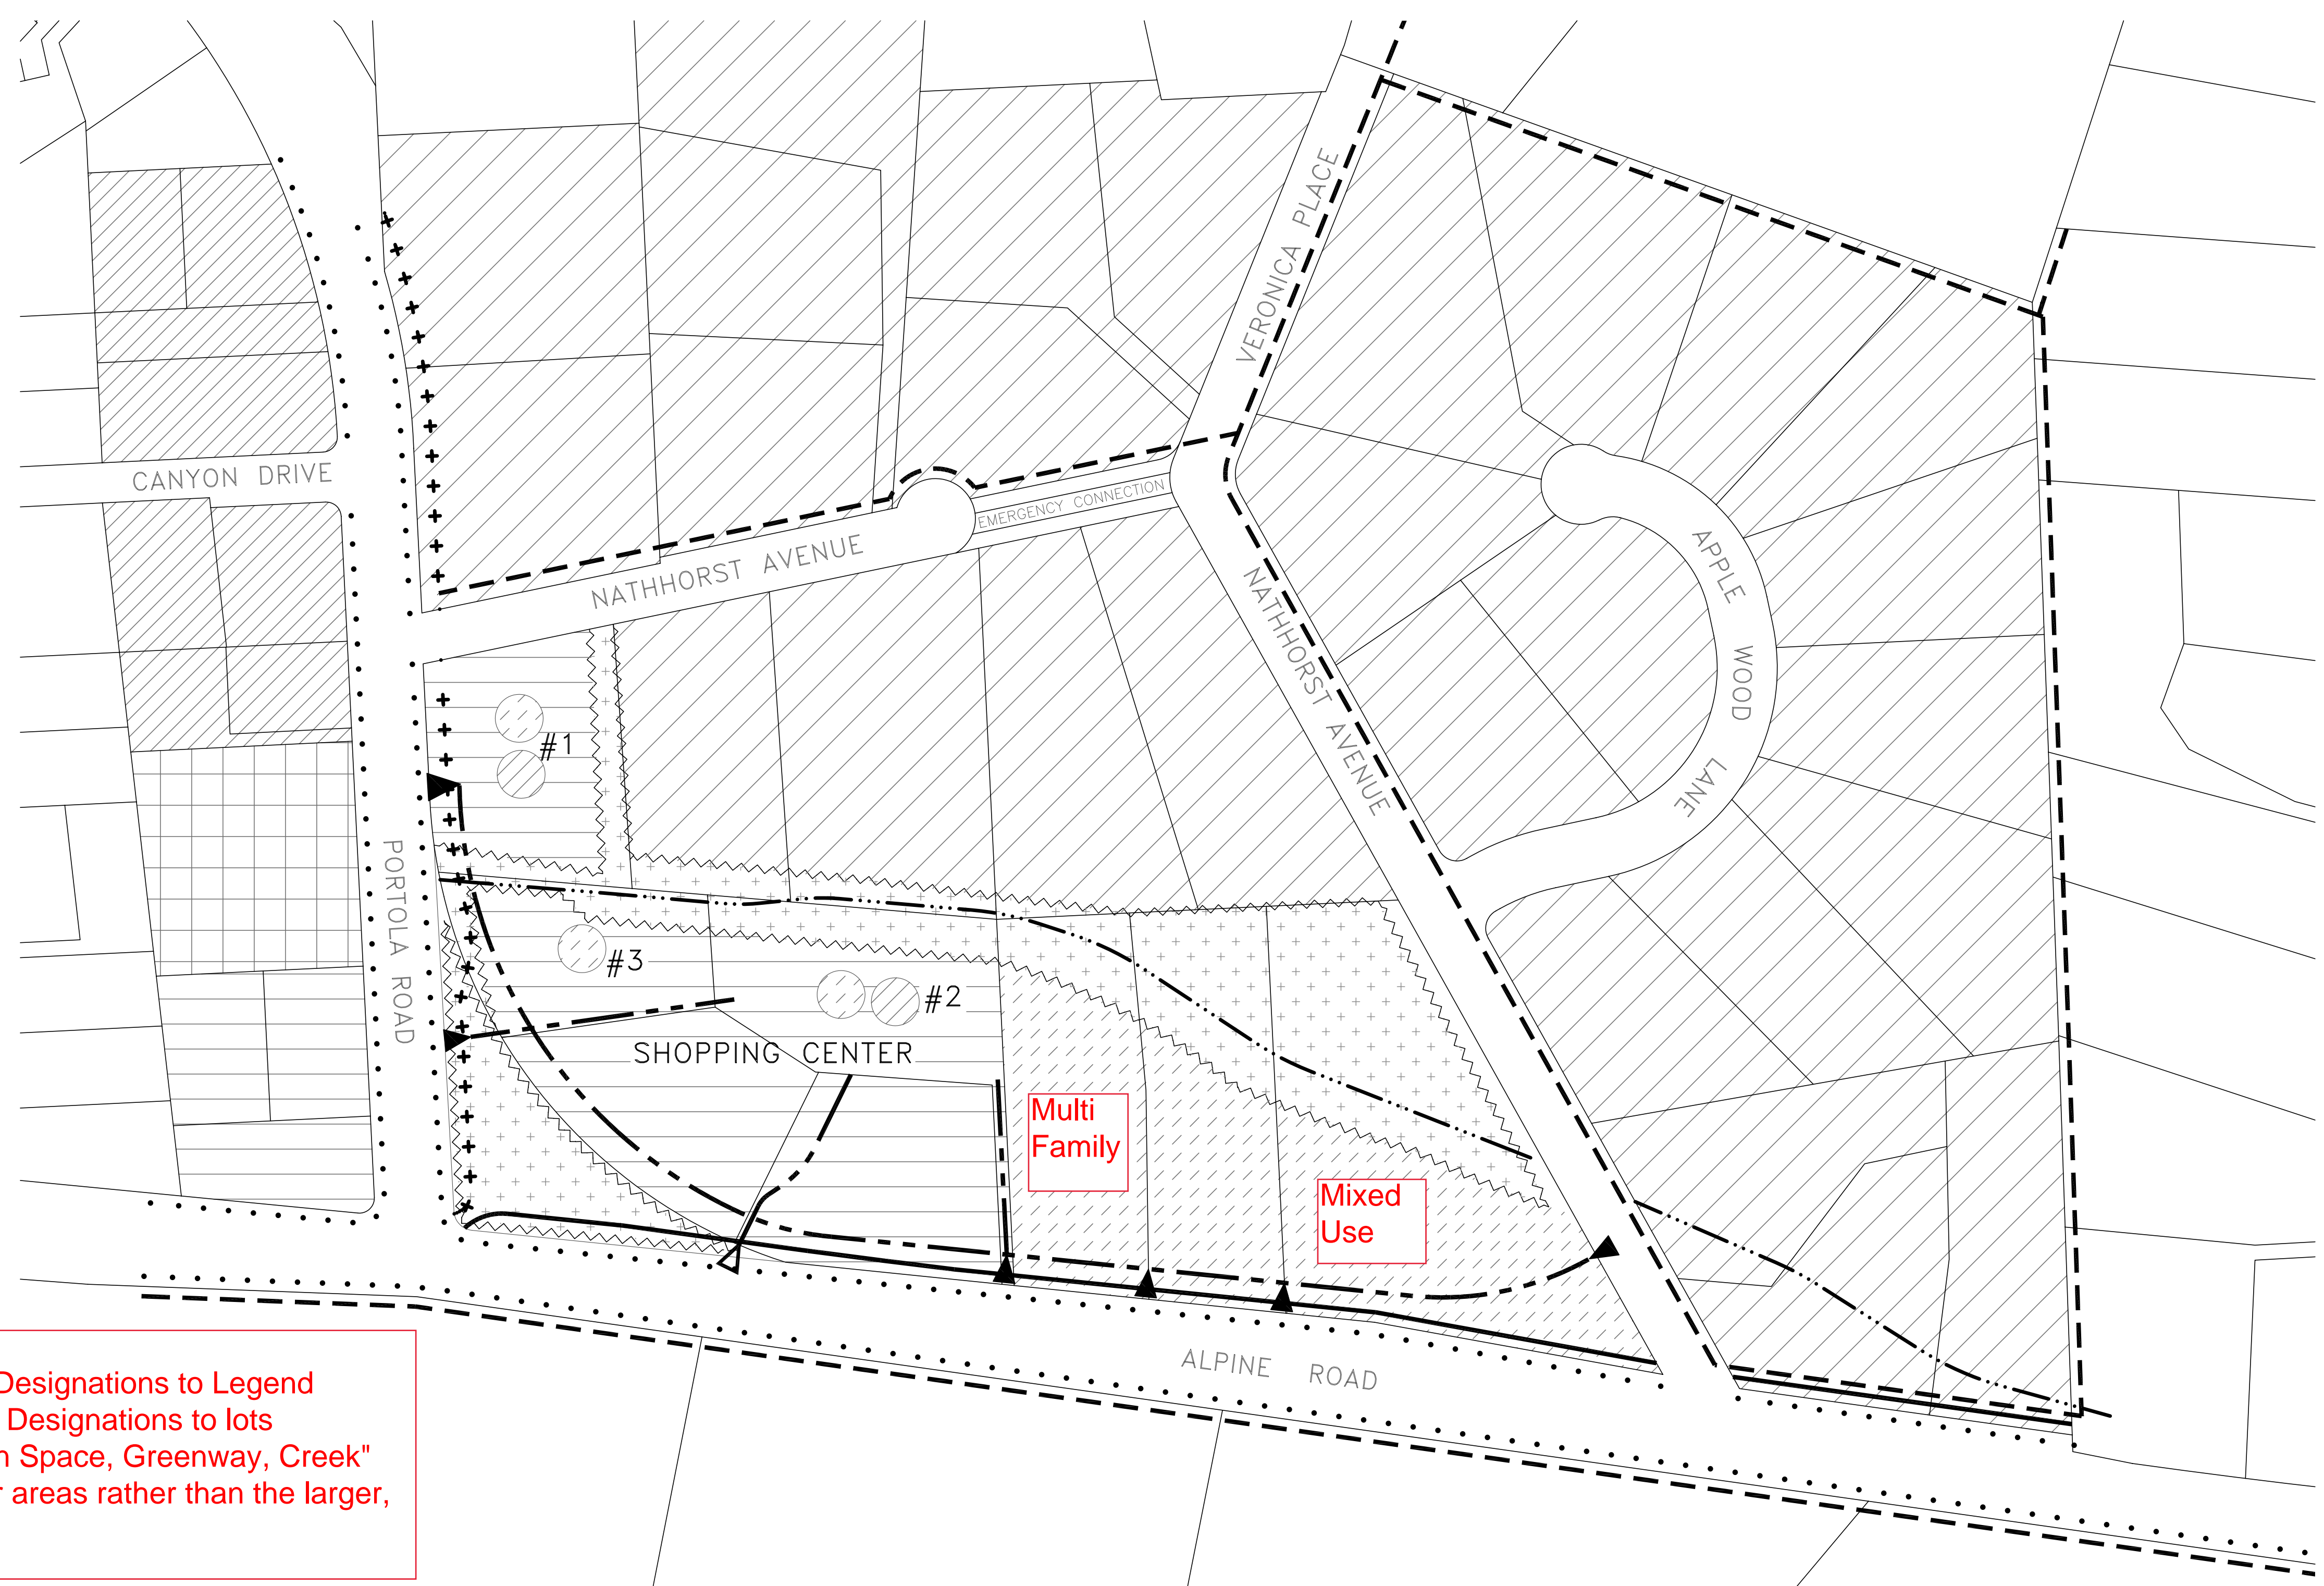 VERONICA PLACE
CANYON DRIVE
EMERGENCY CONNECTION
NATHHORST AVENUE
NATHHORST AVENUE
APPLE WOOD LANE
#1
PORTOLA ROAD
#3
#2
SHOPPING CENTER
Multi
Family
Mixed
Use
ALPINE ROAD
Designations to Legend
Designations to lots
Space, Greenway, Creek"
areas rather than the larger,